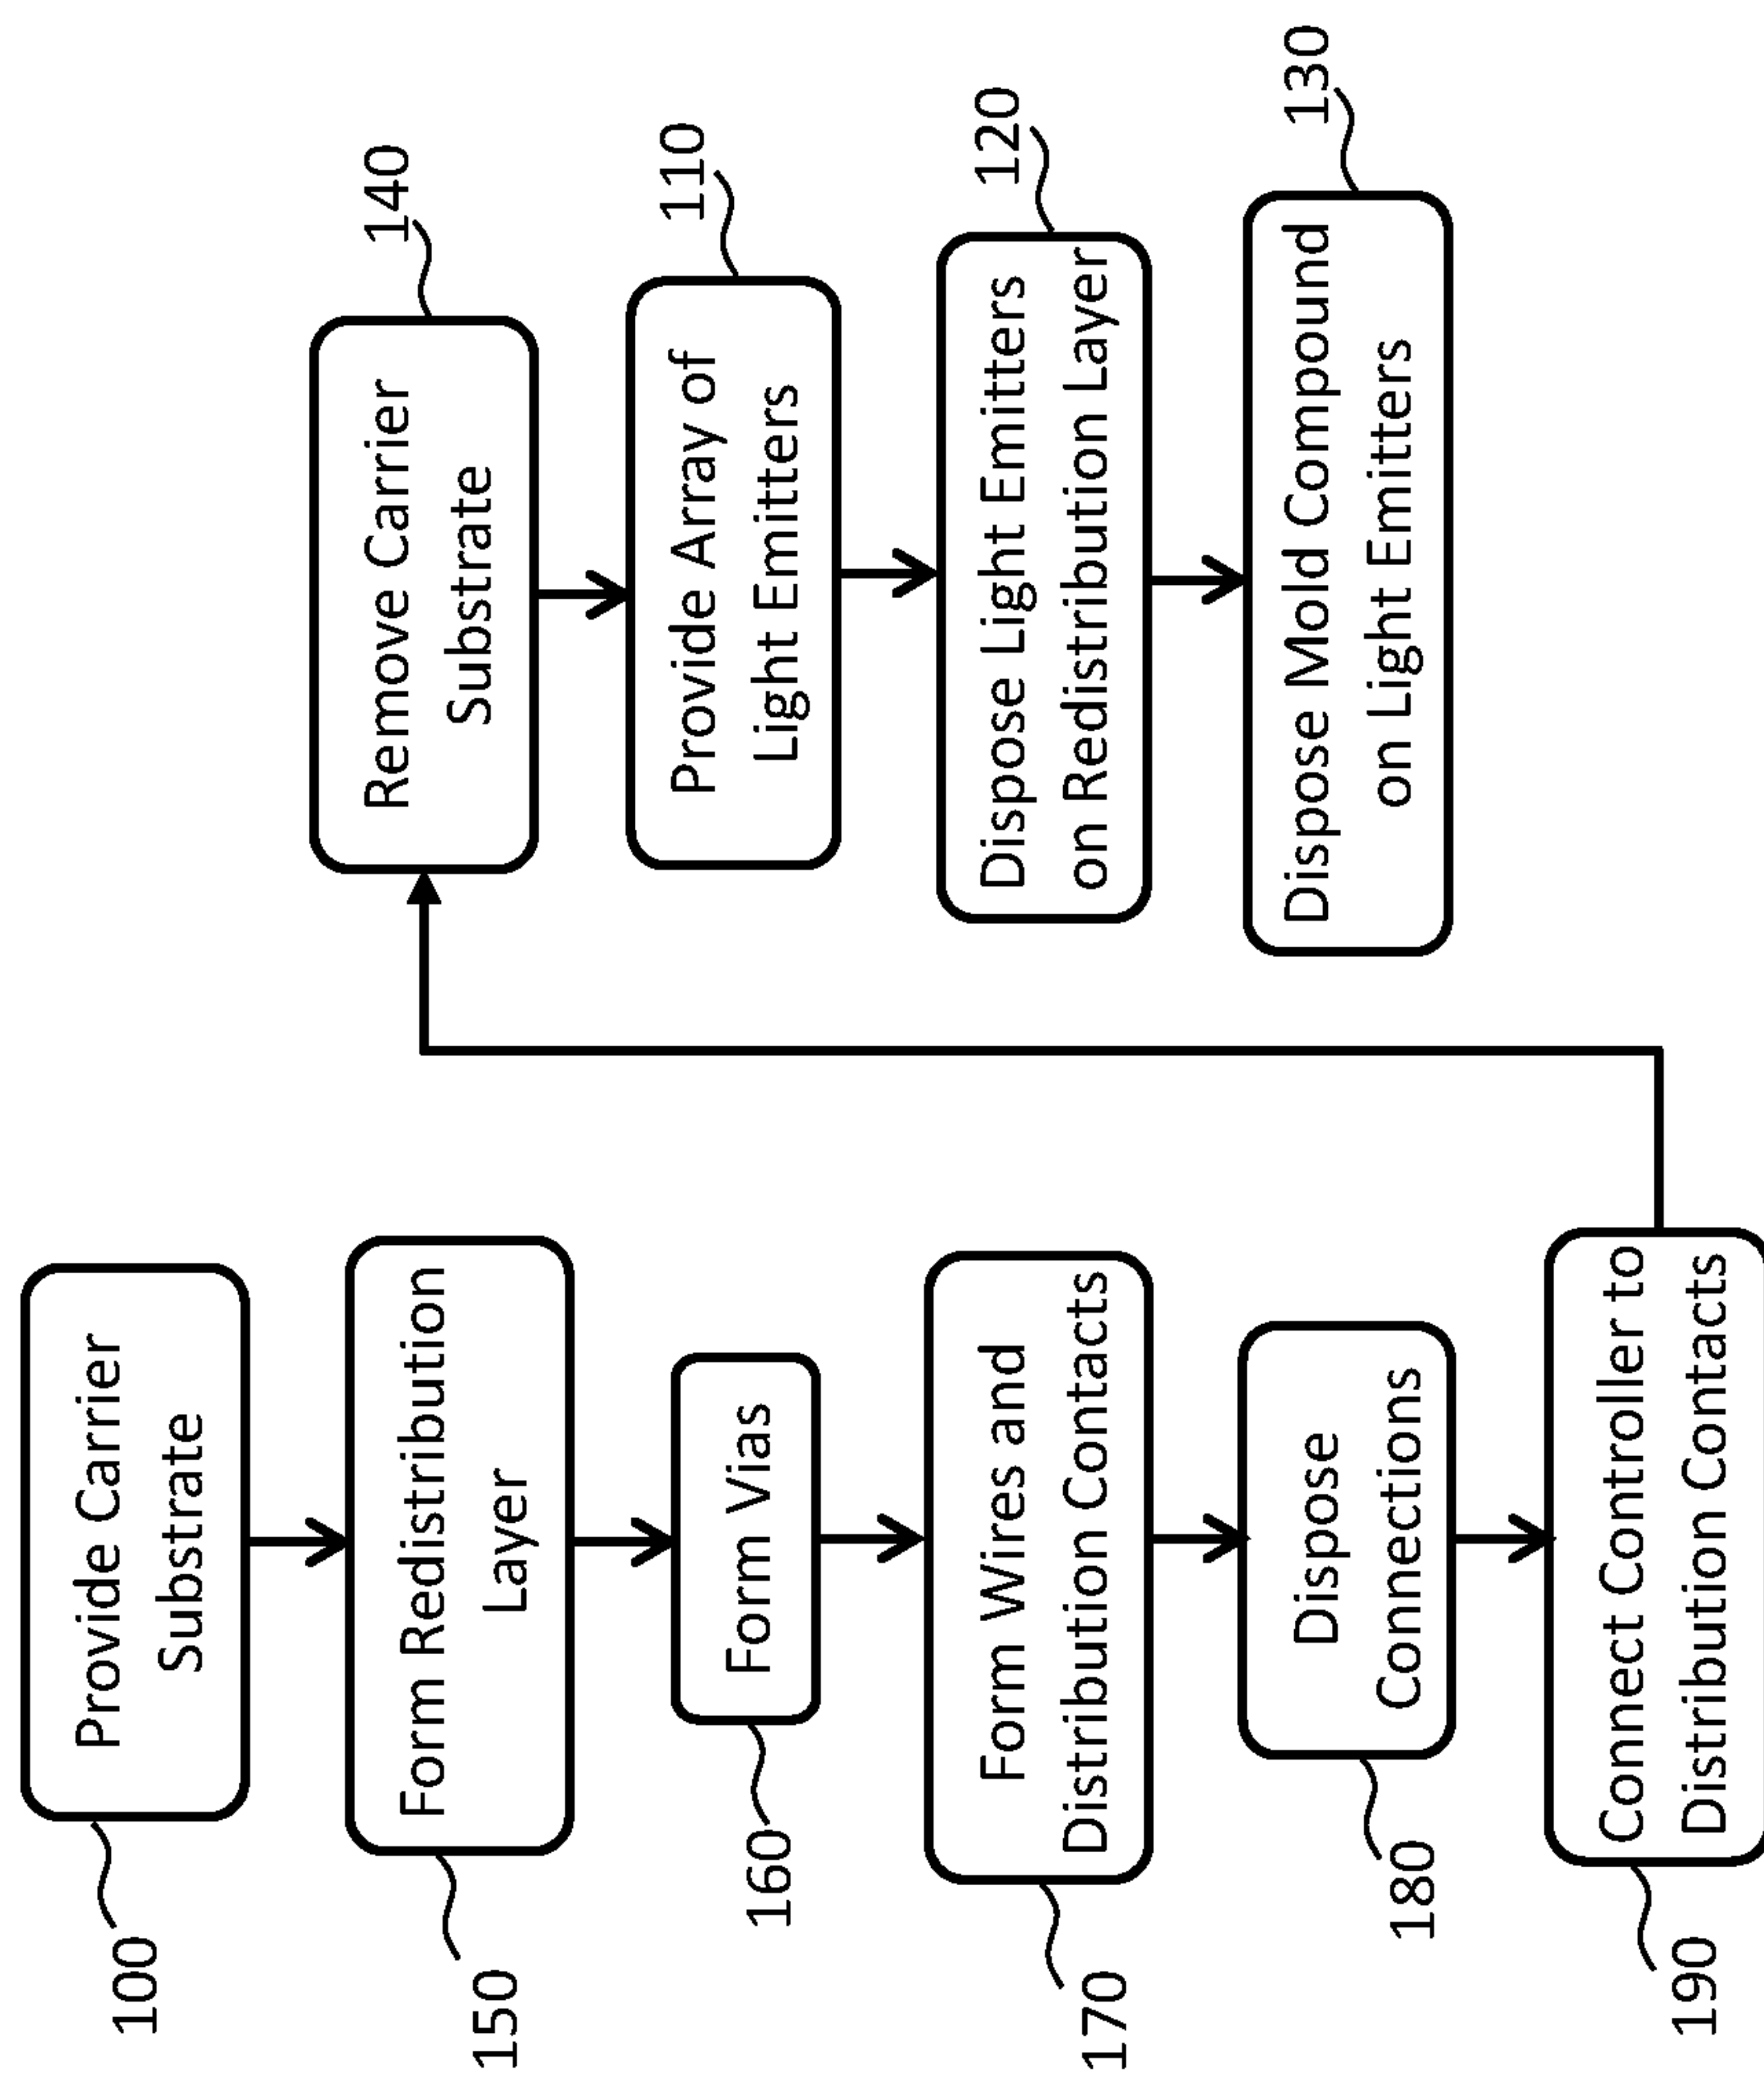 Provide Carrier
Substrate
100
Form Redistribution
Layer
150
Form Vias
160
Form Wires and
Distribution Contacts
170
Dispose
Connections
180
Connect Controller to
Distribution Contacts
190
Remove Carrier
Substrate
140
Provide Array of
Light Emitters
110
Dispose Light Emitters
on Redistribution Layer
120
Dispose Mold Compound
on Light Emitters
130